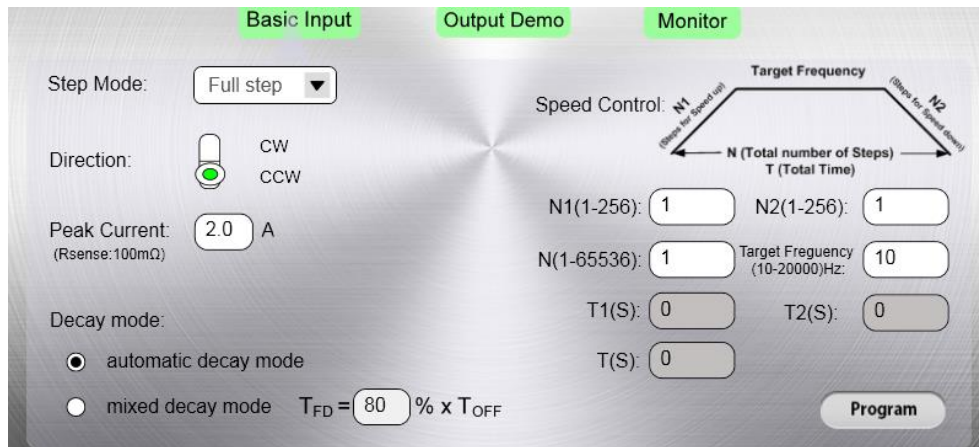 Basic Input
Output Demo
Monitor
Step Mode:
Full step
Direction:
CW
CCW
Peak Current:
2.0
A
(Rsense:100mΩ)
Decay mode:
automatic decay mode
mixed decay mode
TFD = 80 % x TOFF
Speed Control:
Target Frequency
N1
(Steps for Speed up)
N2
(Steps for Speed down)
N (Total number of Steps)
T (Total Time)
N1(1-256): 1
N2(1-256): 1
N(1-65536): 1
Target Freguency
(10-20000)Hz:
10
T1(S): 0
T2(S): 0
T(S): 0
Program